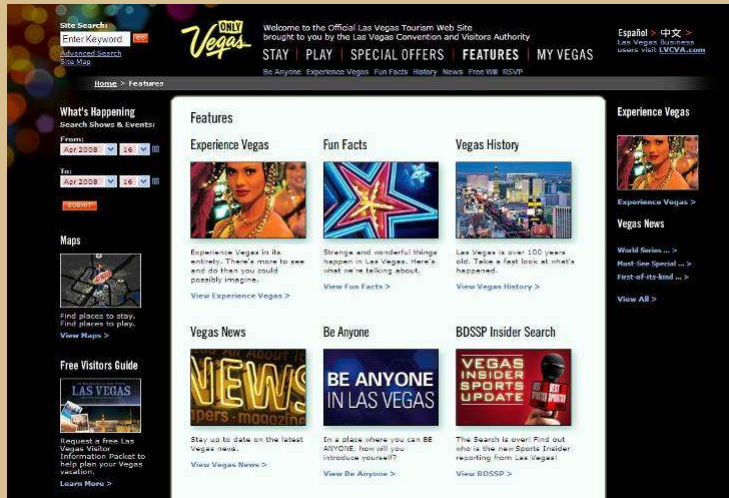 Site Search:
Enter Keyword GO
Advanced Search
Site Map
ONLY
Vegas
Welcome to the Official Las Vegas Tourism Web Site
brought to you by the Las Vegas Convention and Visitors Authority
STAY | PLAY | SPECIAL OFFERS | FEATURES | MY VEGAS
Be Anyone Experience Vegas Fun Facts History News Free Will RSVP
Español > 中文 >
Las Vegas Business
users visit LVCVA.com
Home > Features
What's Happening
Search Shows & Events:
From:
Apr 2008 16
To:
Apr 2008 16
SUBMIT
Maps
Find places to stay.
Find places to play.
View Maps >
Free Visitors Guide
LAS VEGAS
Request a free Las
Vegas Visitor
Information Packet to
help plan your Vegas
vacation.
Learn More >
Features
Experience Vegas
Experience Vegas in its
entirety. There's more to see
and do than you could
possibly imagine.
View Experience Vegas >
Fun Facts
Strange and wonderful things
happen in Las Vegas. Here's
what we're talking about.
View Fun Facts >
Vegas History
Las Vegas is over 100 years
old. Take a fast look at what's
happened.
View Vegas History >
Vegas News
NEWS
Stay up to date on the latest
Vegas news.
View Vegas News >
Be Anyone
BE ANYONE
IN LAS VEGAS
In a place where you can BE
ANYONE, how will you
introduce yourself?
View Be Anyone >
BDSSP Insider Search
VEGAS
INSIDER
SPORTS
UPDATE
The Search is over! Find out
who is the new Sports Insider
reporting from Las Vegas!
View BDSSP >
Experience Vegas
Experience Vegas >
Vegas News
World Series ... >
Must-See Special ... >
First-of-its-kind ... >
View All >